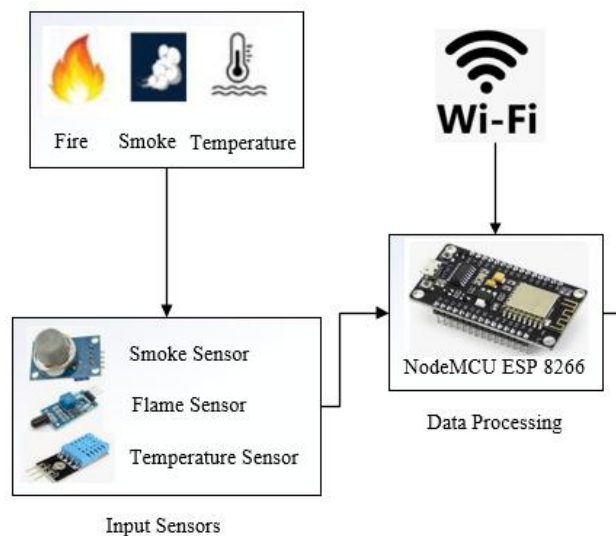 Fire Smoke Temperature
Wi-Fi
Smoke Sensor
Flame Sensor
Temperature Sensor
Input Sensors
NodeMCU ESP 8266
Data Processing